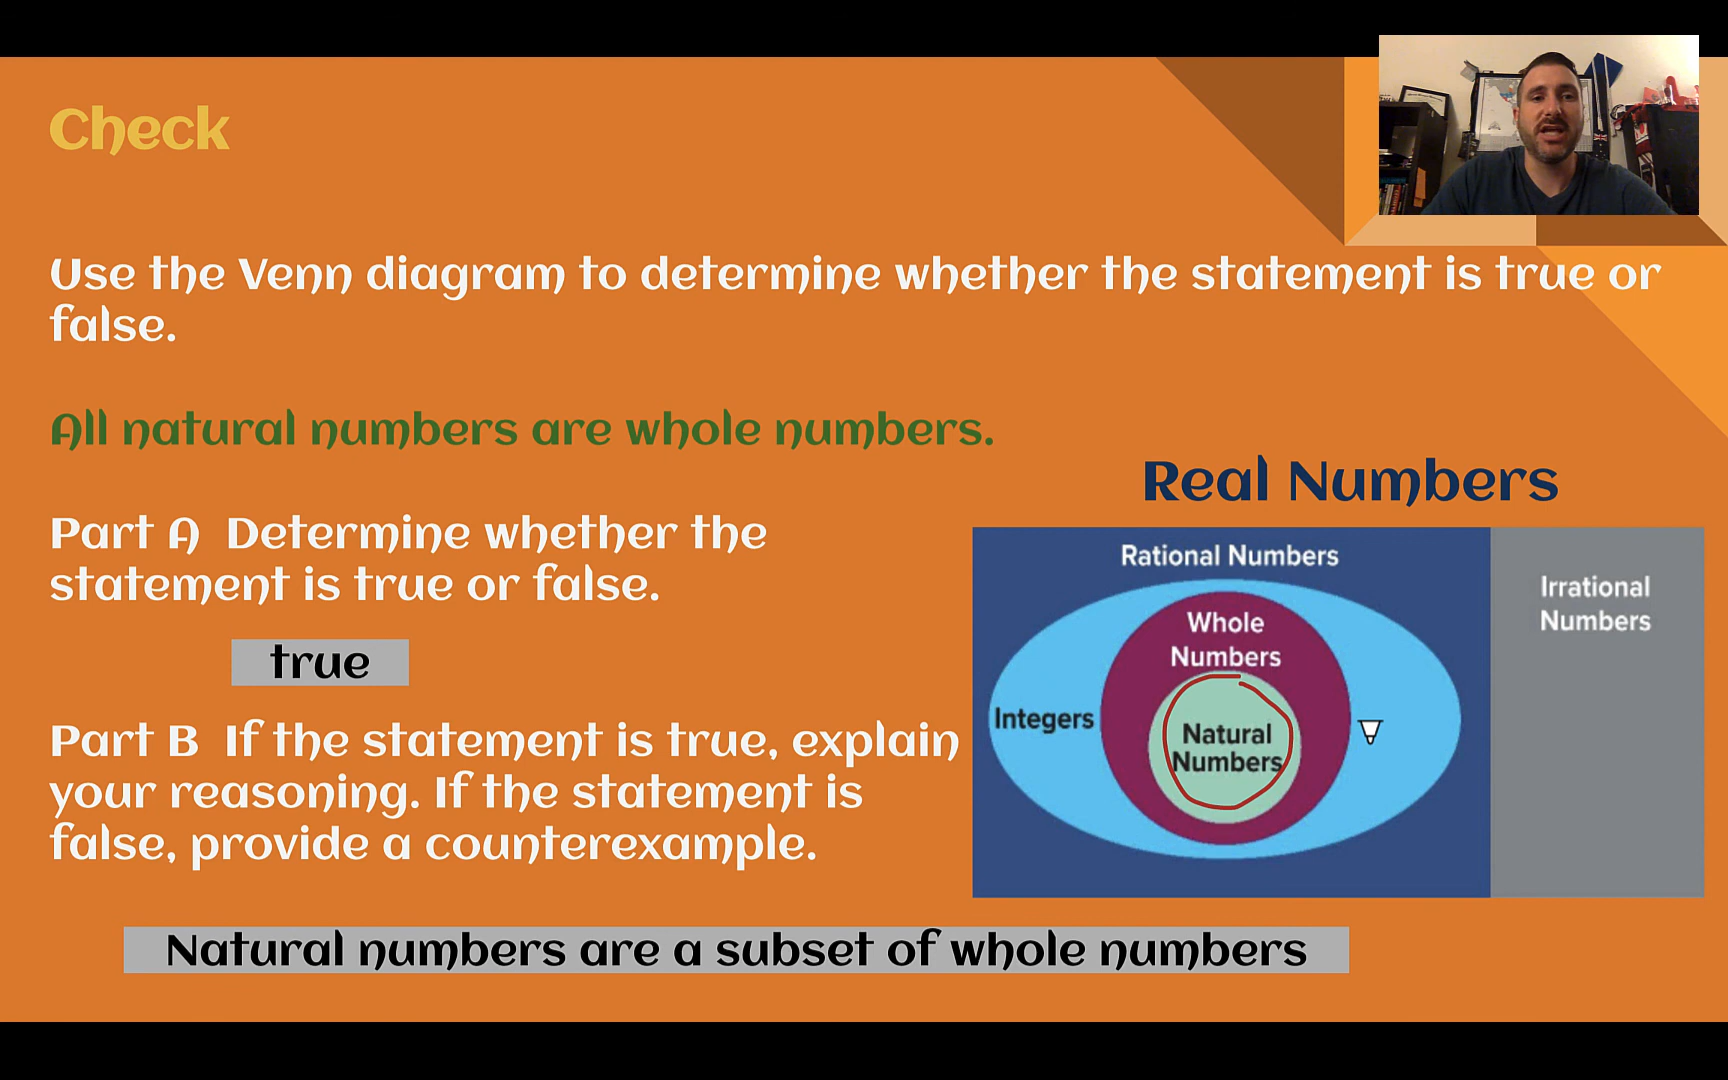 Check
Use the Venn diagram to determine whether the statement is true or
false.
All natural numbers are whole numbers.
Part A Determine whether the
statement is true or false.
true
Part B If the statement is true, explain
your reasoning. If the statement is
false, provide a counterexample.
Natural numbers are a subset of whole numbers
Real Numbers
Rational Numbers
Irrational
Numbers
Whole
Numbers
Integers
Natural
Numbers